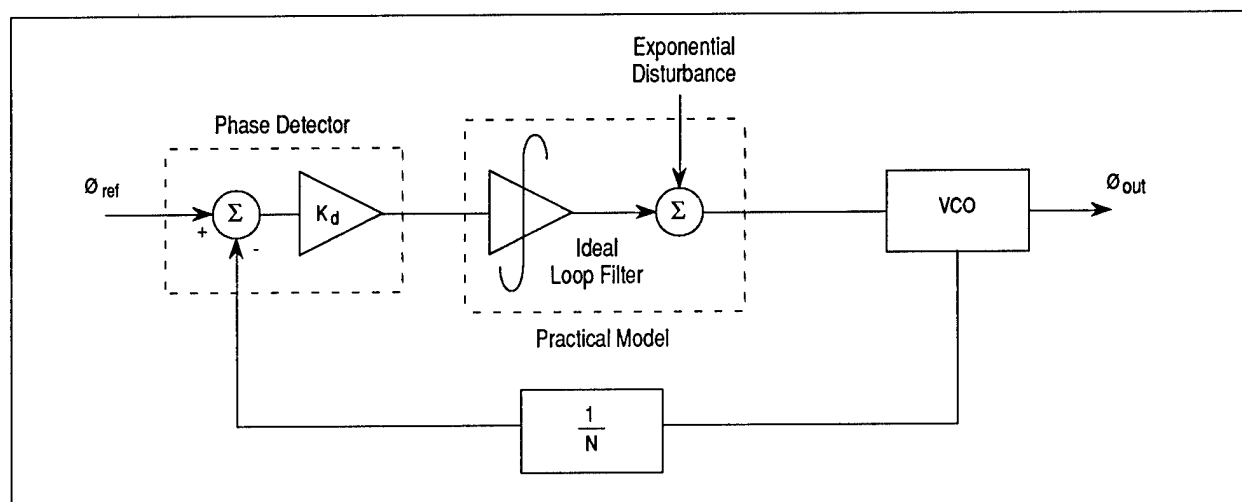 Exponential
Disturbance
Phase Detector
Ø ref
Σ
+
-
K d
Ideal
Loop Filter
Σ
VCO
Ø out
Practical Model
1
N